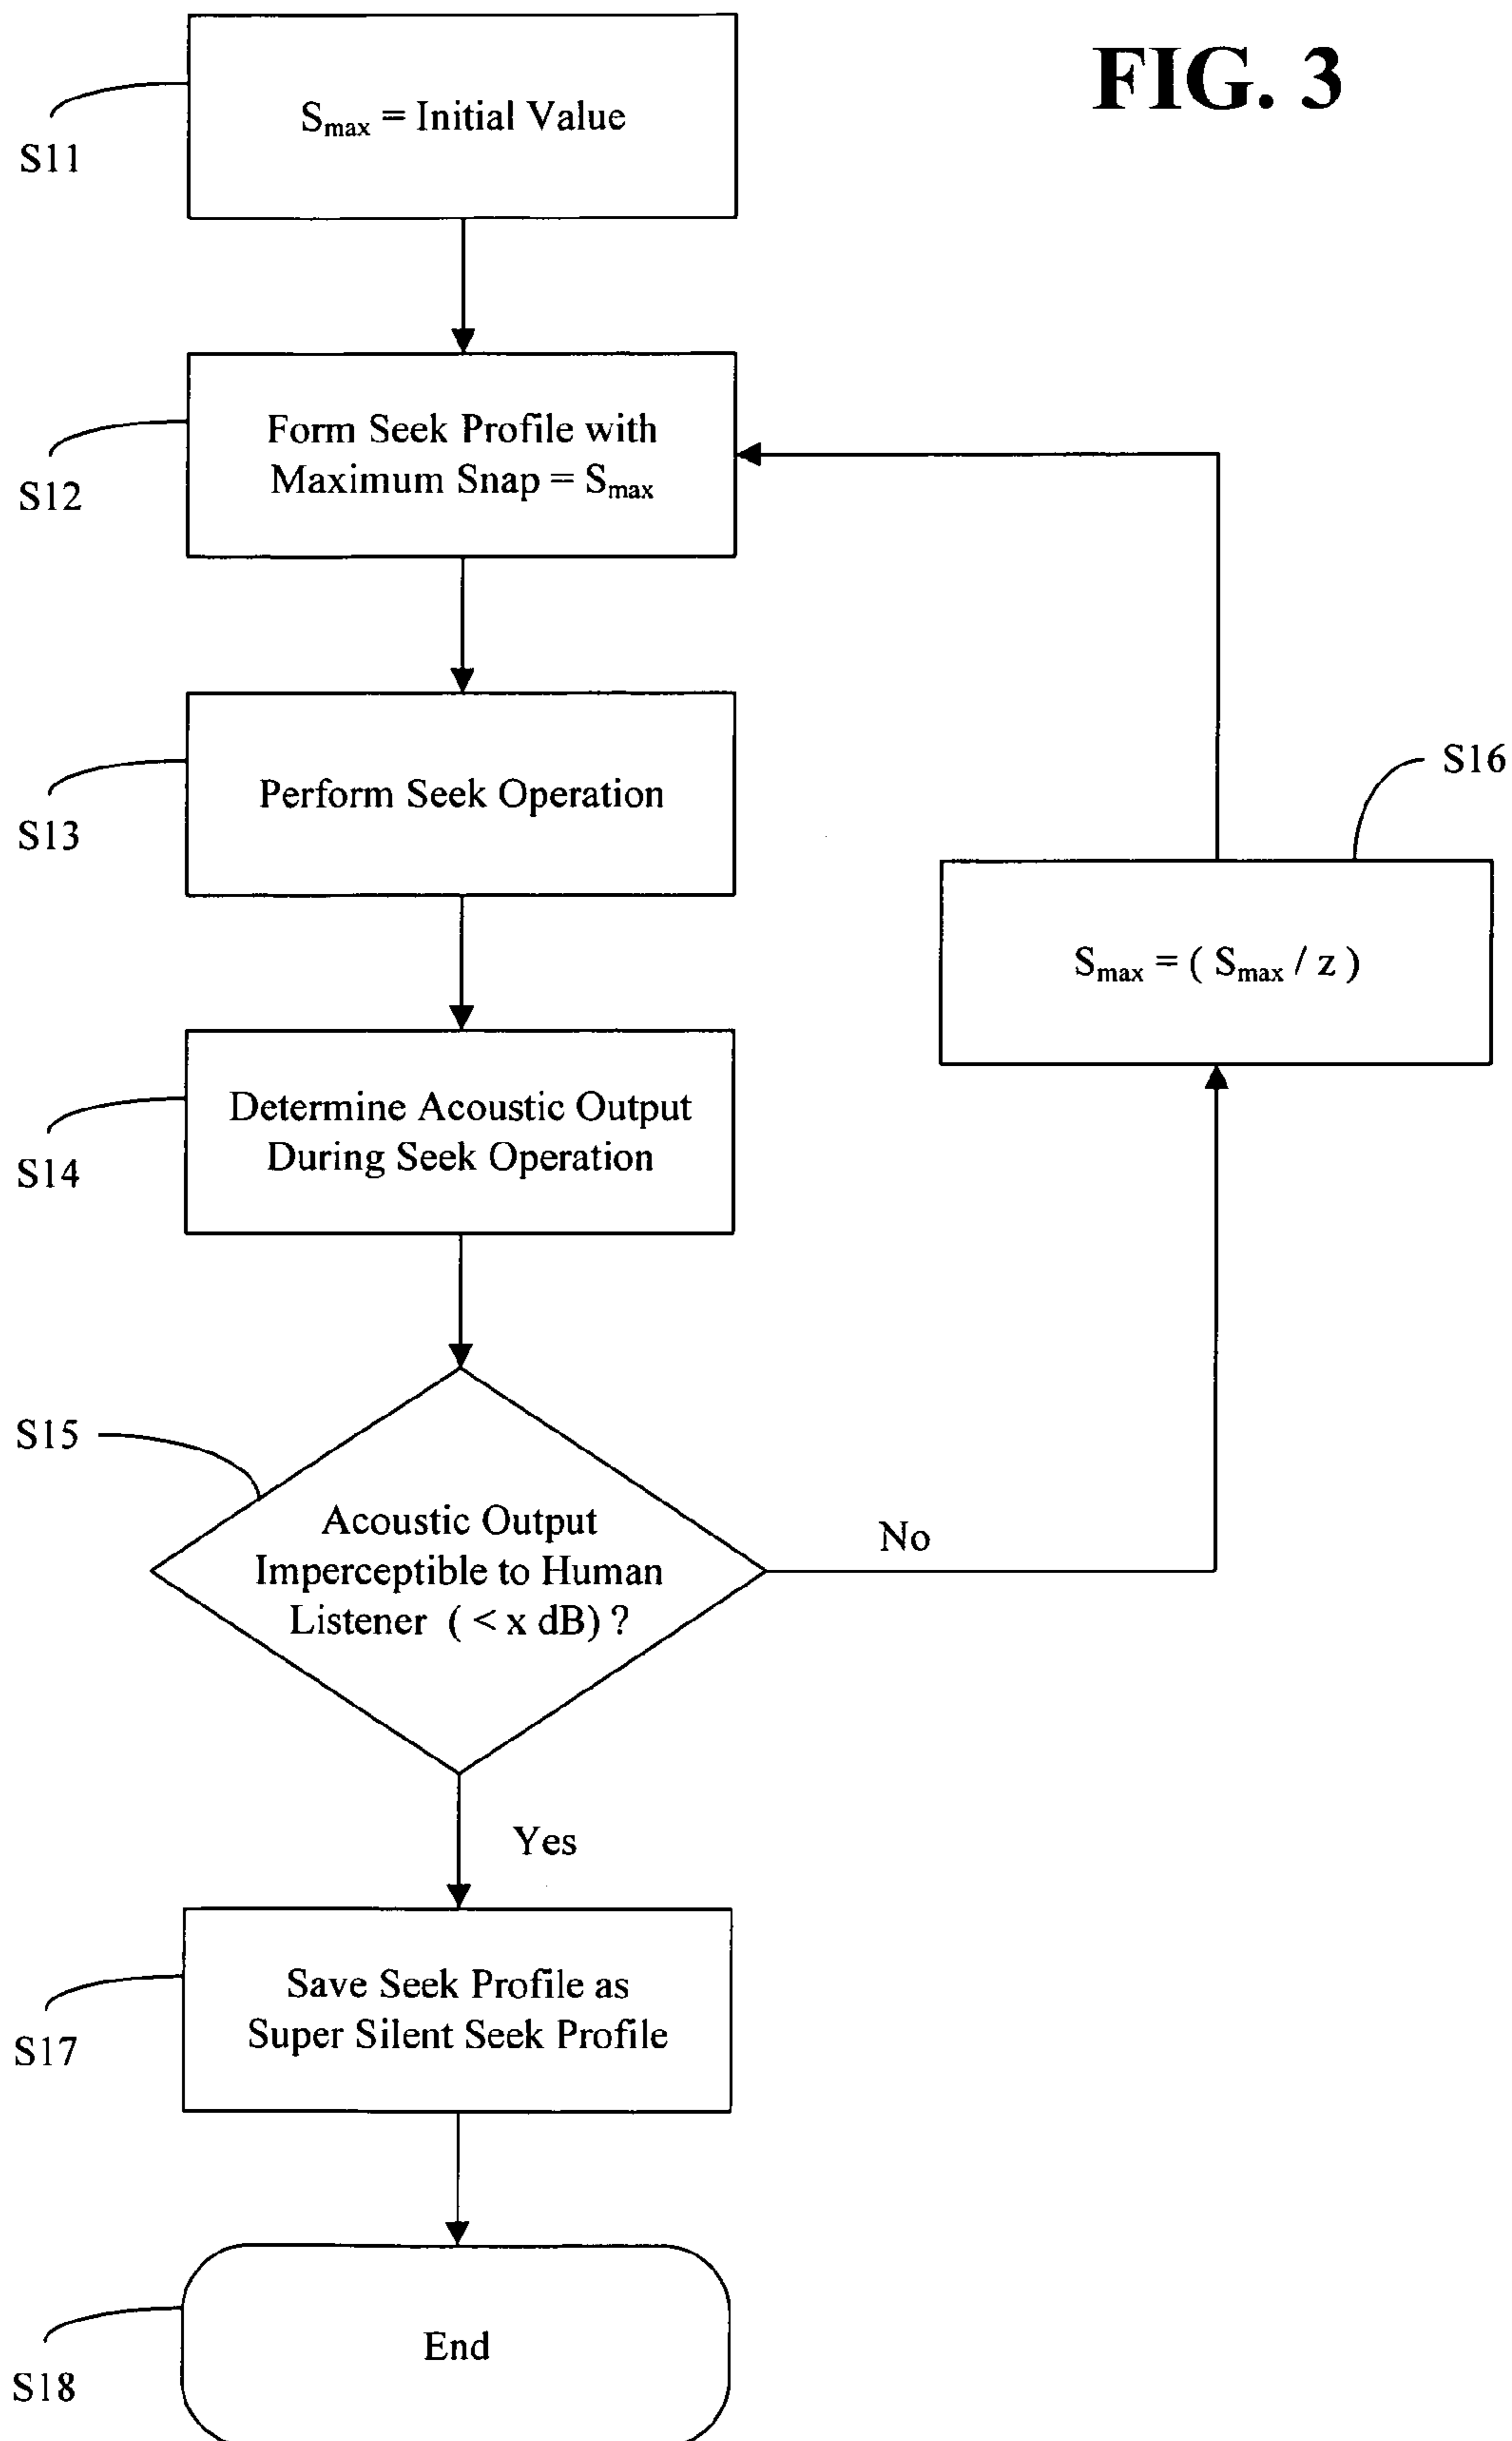 FIG. 3
S11
Smax = Initial Value
S12
Form Seek Profile with
Maximum Snap = Smax
S13
Perform Seek Operation
S16
Smax = ( Smax / z )
S14
Determine Acoustic Output
During Seek Operation
S15
Acoustic Output
Imperceptible to Human
Listener ( < x dB) ?
No
Yes
S17
Save Seek Profile as
Super Silent Seek Profile
S18
End